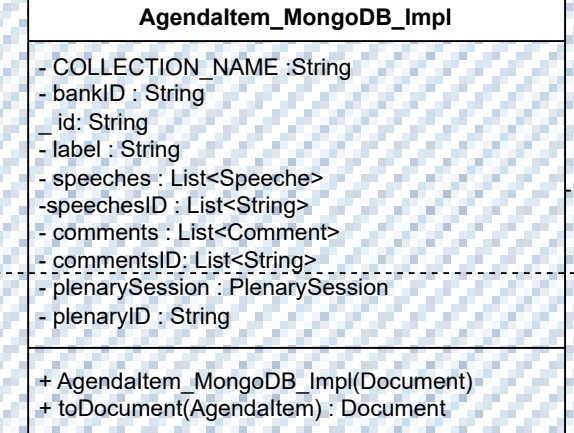 AgendaItem_MongoDB_Impl
- COLLECTION_NAME :String
- bankID : String
_ id: String
- label : String
- speeches : List<Speeche>
-speechesID : List<String>
- comments : List<Comment>
- commentsID: List<String>
- plenarySession : PlenarySession
- plenaryID : String
+ AgendaItem_MongoDB_Impl(Document)
+ toDocument(AgendaItem) : Document